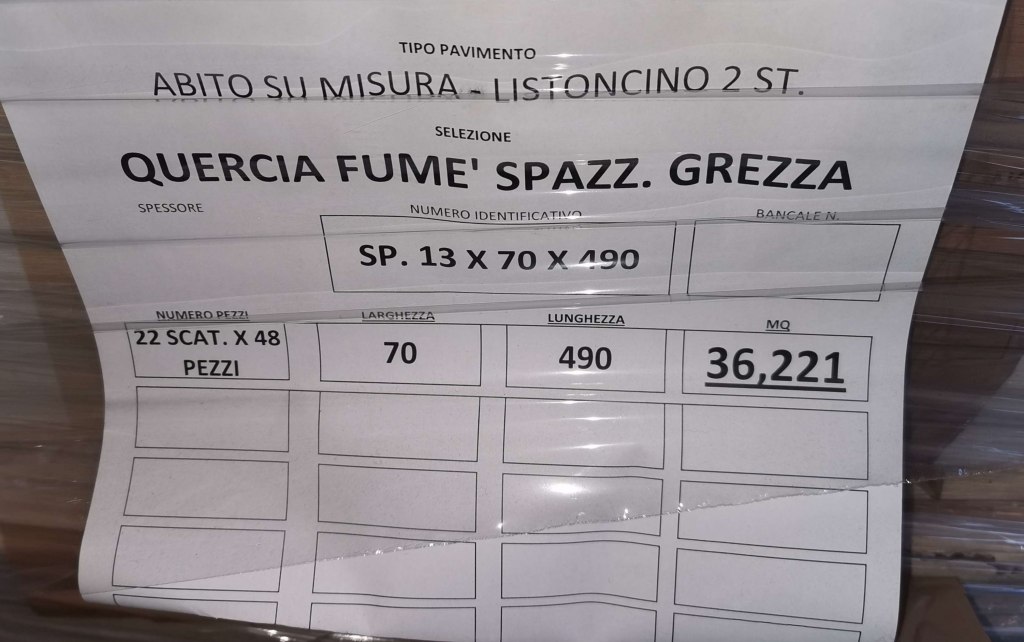 TIPO PAVIMENTO
ABITO SU MISURA - LISTONCINO 2 ST.
SELEZIONE
QUERCIA FUME' SPAZZ. GREZZA
SPESSORE NUMERO IDENTIFICATIVO BANCALE N.
SP. 13 X 70 X 490
NUMERO PEZZI LARGHEZZA LUNGHEZZA MQ
22 SCAT. X 48
PEZZI
70 490 36,221